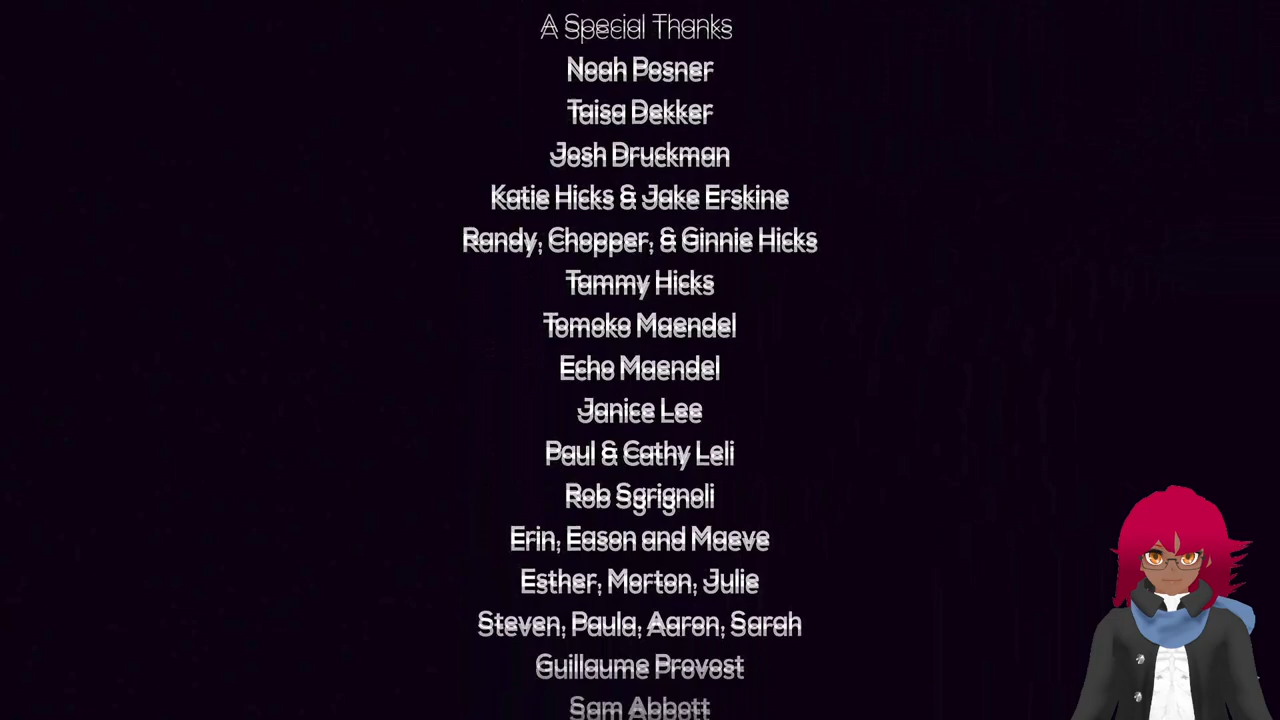 A Special Thanks
Noah Posner
Taisa Dekker
Josh Druckman
Katie Hicks & Jake Erskine
Randy, Chopper, & Ginnie Hicks
Tammy Hicks
Tomoko Maendel
Echo Maendel
Janice Lee
Paul & Cathy Leli
Rob Sgrignoli
Erin, Eason and Maeve
Esther, Morton, Julie
Steven, Paula, Aaron, Sarah
Guillaume Provost
Sam Abbott